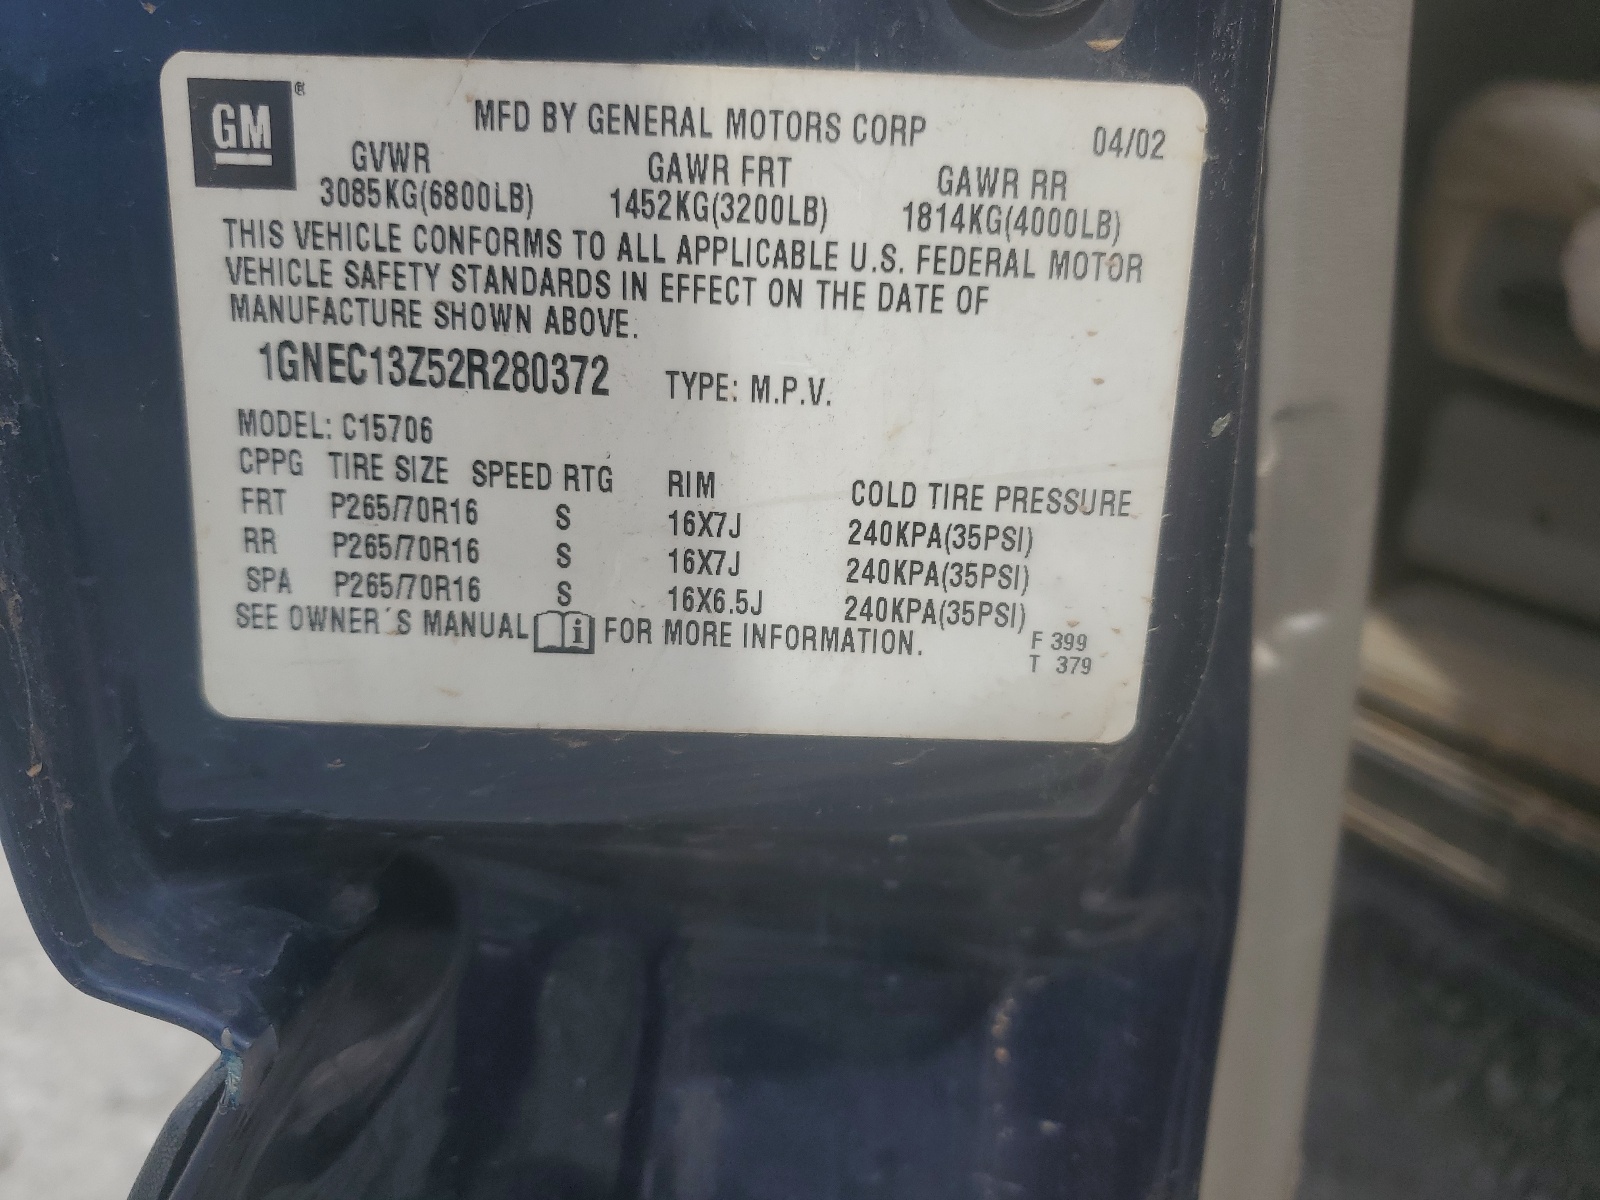 GM®
MFD BY GENERAL MOTORS CORP 04/02
GVWR GAWR FRT GAWR RR
3085KG(6800LB) 1452KG(3200LB) 1814KG(4000LB)
THIS VEHICLE CONFORMS TO ALL APPLICABLE U.S. FEDERAL MOTOR
VEHICLE SAFETY STANDARDS IN EFFECT ON THE DATE OF
MANUFACTURE SHOWN ABOVE.
1GNEC13Z52R280372 TYPE: M.P.V.
MODEL: C15706
CPPG TIRE SIZE SPEED RTG RIM COLD TIRE PRESSURE
FRT P265/70R16 S 16X7J 240KPA(35PSI)
RR P265/70R16 S 16X7J 240KPA(35PSI)
SPA P265/70R16 S 16X6.5J 240KPA(35PSI)
SEE OWNER´S MANUAL i FOR MORE INFORMATION.
F 399
T 379